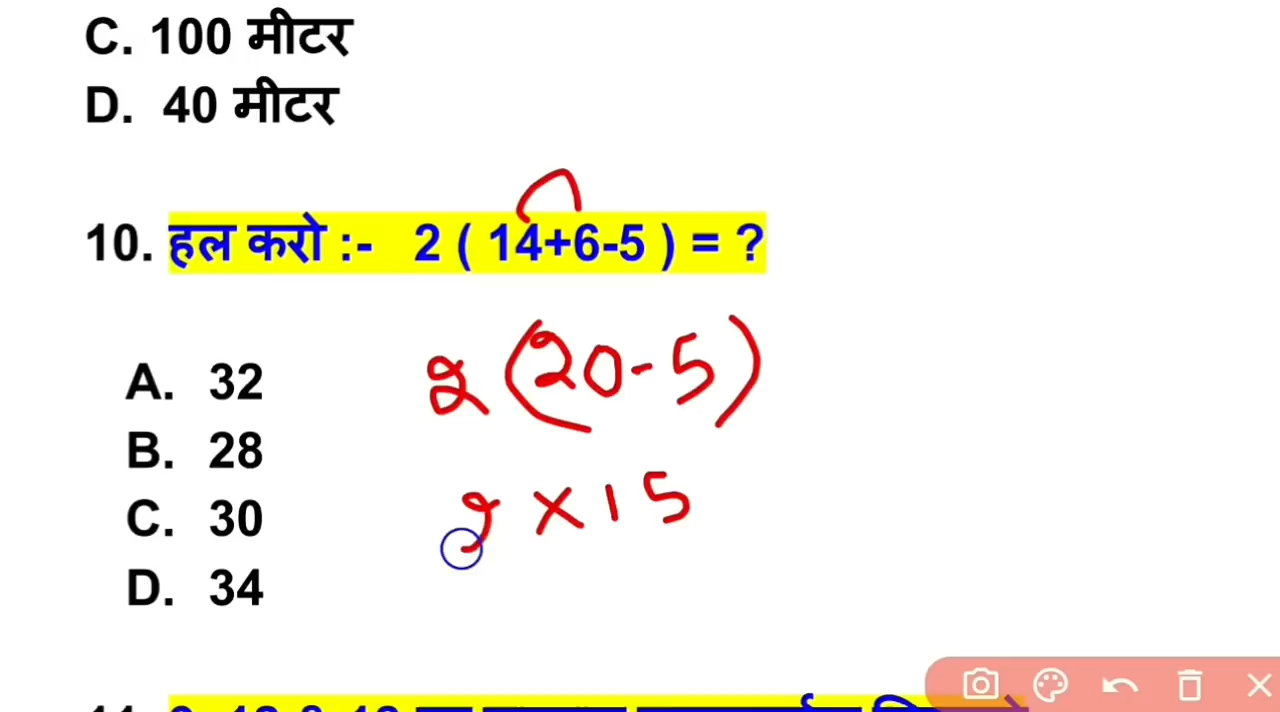 C. 100 मीटर
D. 40 मीटर
10. हल करो :- 2 ( 14+6-5 ) = ?
2 (20-5)
A. 32
B. 28
2 × 15
C. 30
D. 34